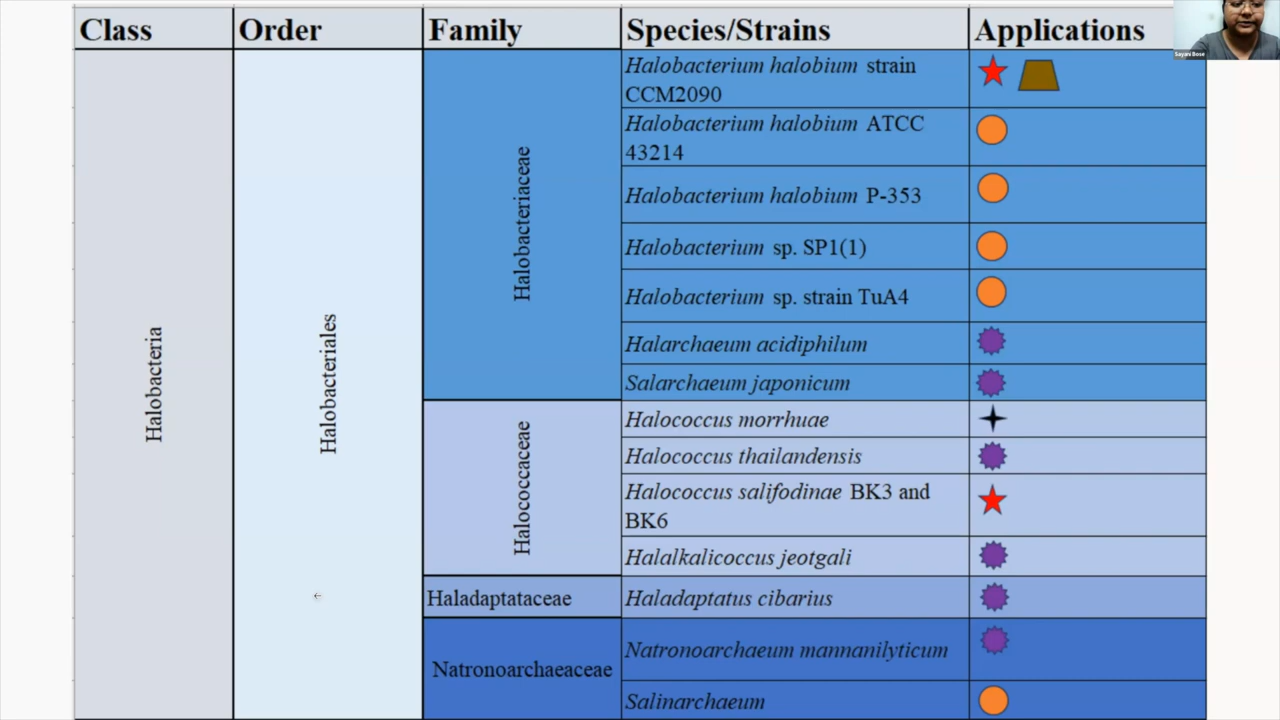 Class
Order
Family
Species/Strains
Applications
Halobacteria
Halobacteriales
Halobacteriaceae
Halobacterium halobium strain
CCM2090
Halobacterium halobium ATCC
43214
Halobacterium halobium P-353
Halobacterium sp. SP1(1)
Halobacterium sp. strain TuA4
Halarchaeum acidiphilum
Salarchaeum japonicum
Halococcaceae
Halococcus morrhuae
Halococcus thailandensis
Halococcus salifodinae BK3 and
BK6
Halalkalicoccus jeotgali
Haladaptataceae
Haladaptatus cibarius
Natronoarchaeaceae
Natronoarchaeum mannanilyticum
Salinarchaeum
Sayani Bose